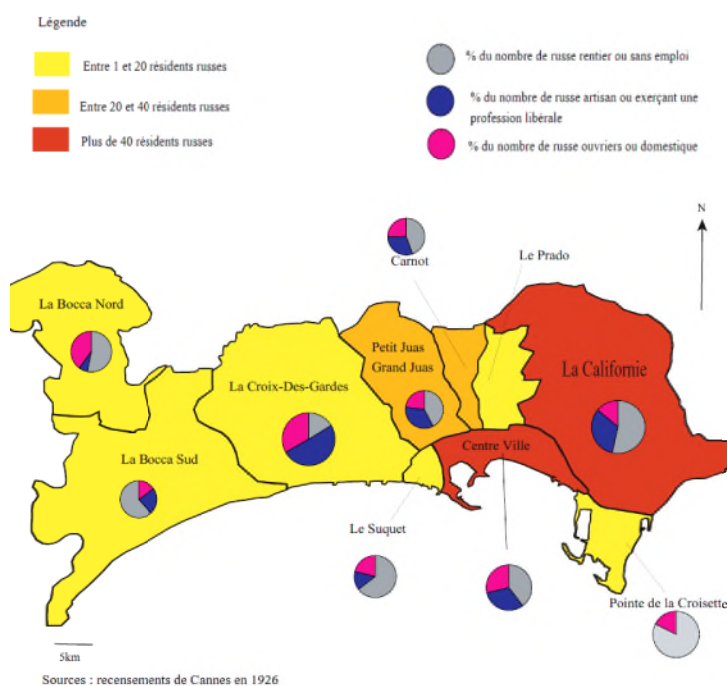 Légende
Entre 1 et 20 résidents russes
Entre 20 et 40 résidents russes
Plus de 40 résidents russes
% du nombre de russe rentier ou sans emploi
% du nombre de russe artisan ou exerçant une
profession libérale
% du nombre de russe ouvriers ou domestique
N
Carnot
Le Prado
La Bocca Nord
Petit Juas
Grand Juas
La Californie
La Croix-Des-Gardes
Centre Ville
La Bocca Sud
Le Suquet
Pointe de la Croisette
5km
Sources : recensements de Cannes en 1926